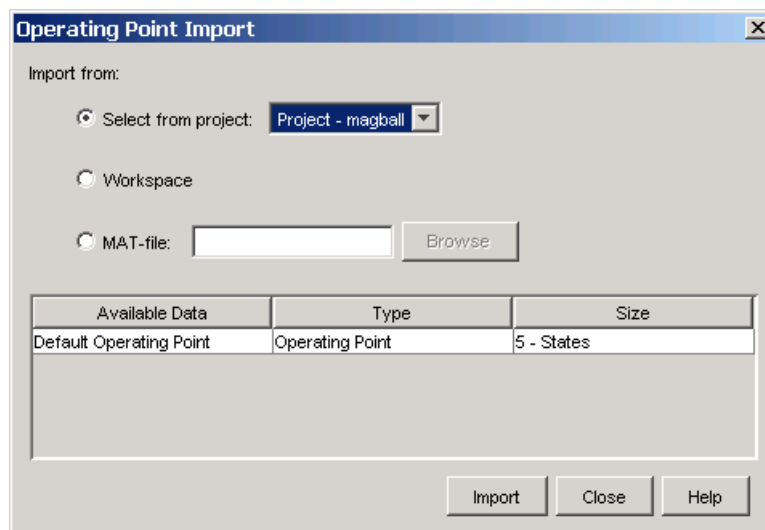 Operating Point Import
Import from:
Select from project: Project - magball
Workspace
MAT-file: Browse
Available Data Type Size
Default Operating Point Operating Point 5 - States
Import Close Help